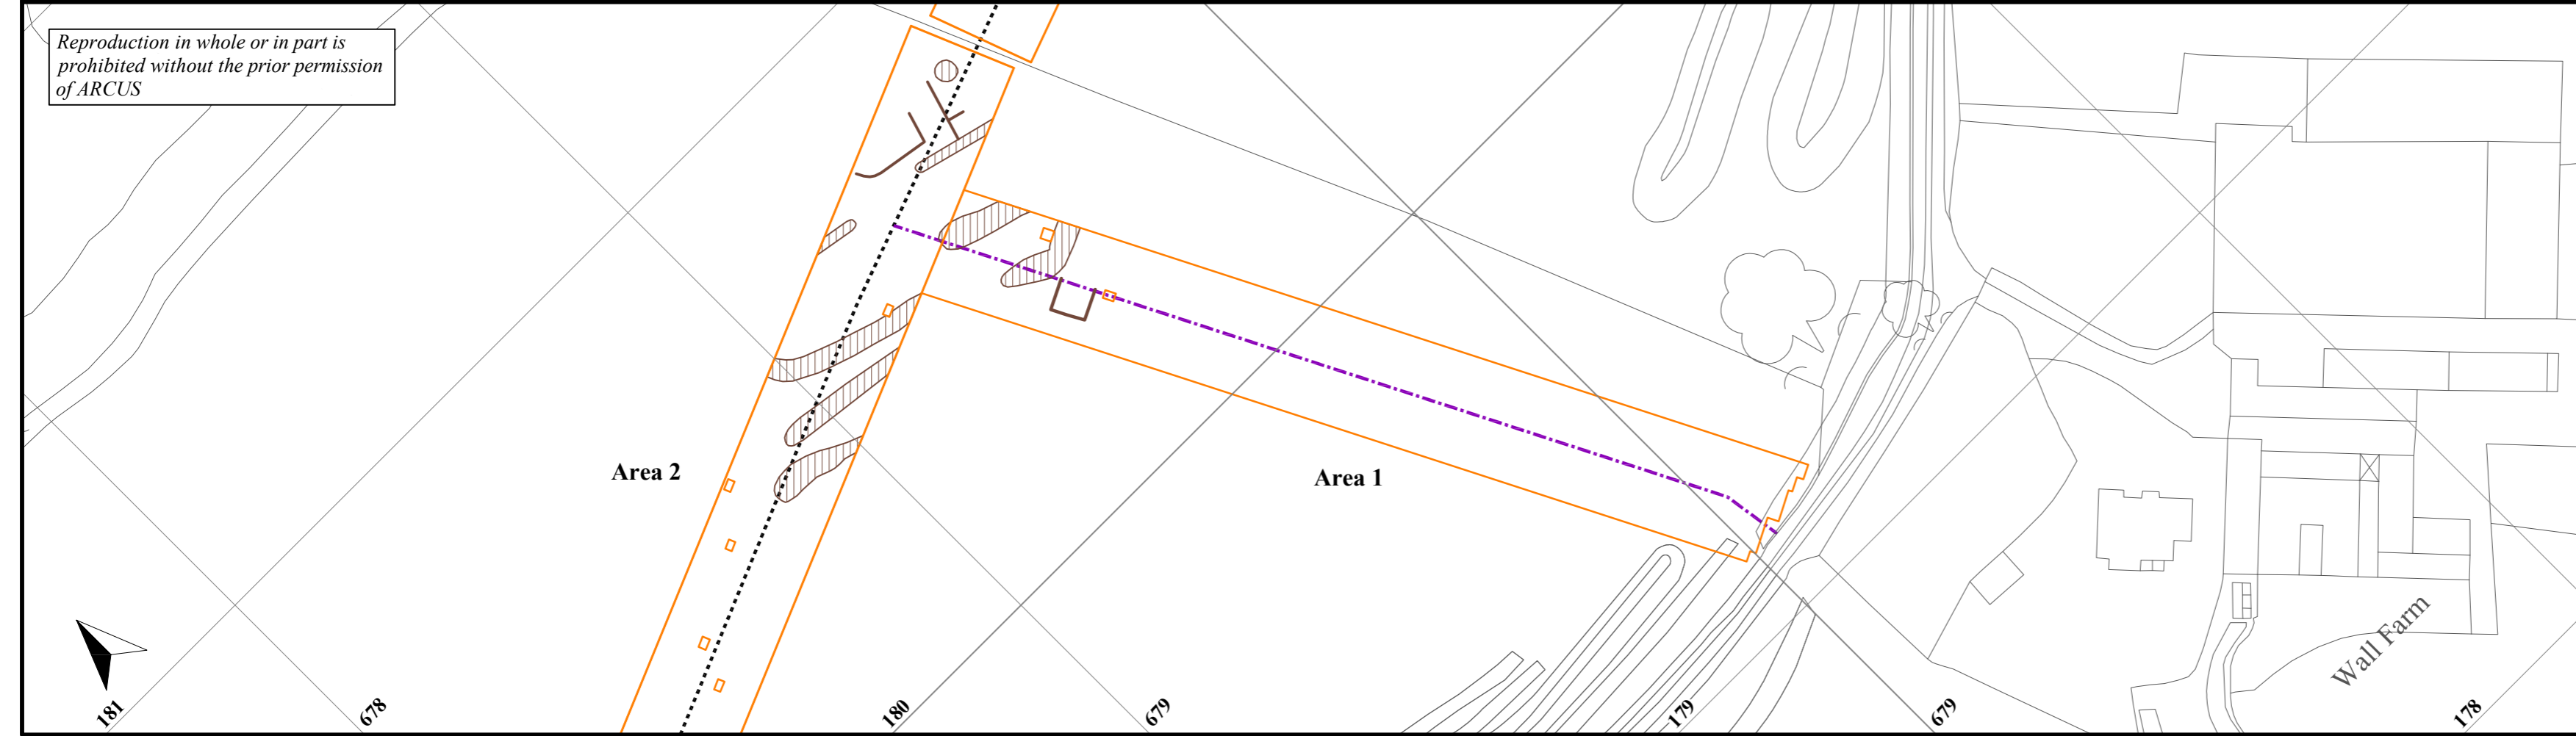 Reproduction in whole or in part is
prohibited without the prior permission
of ARCUS
Area 2
Area 1
Wall Farm
181
678
180
679
179
679
178